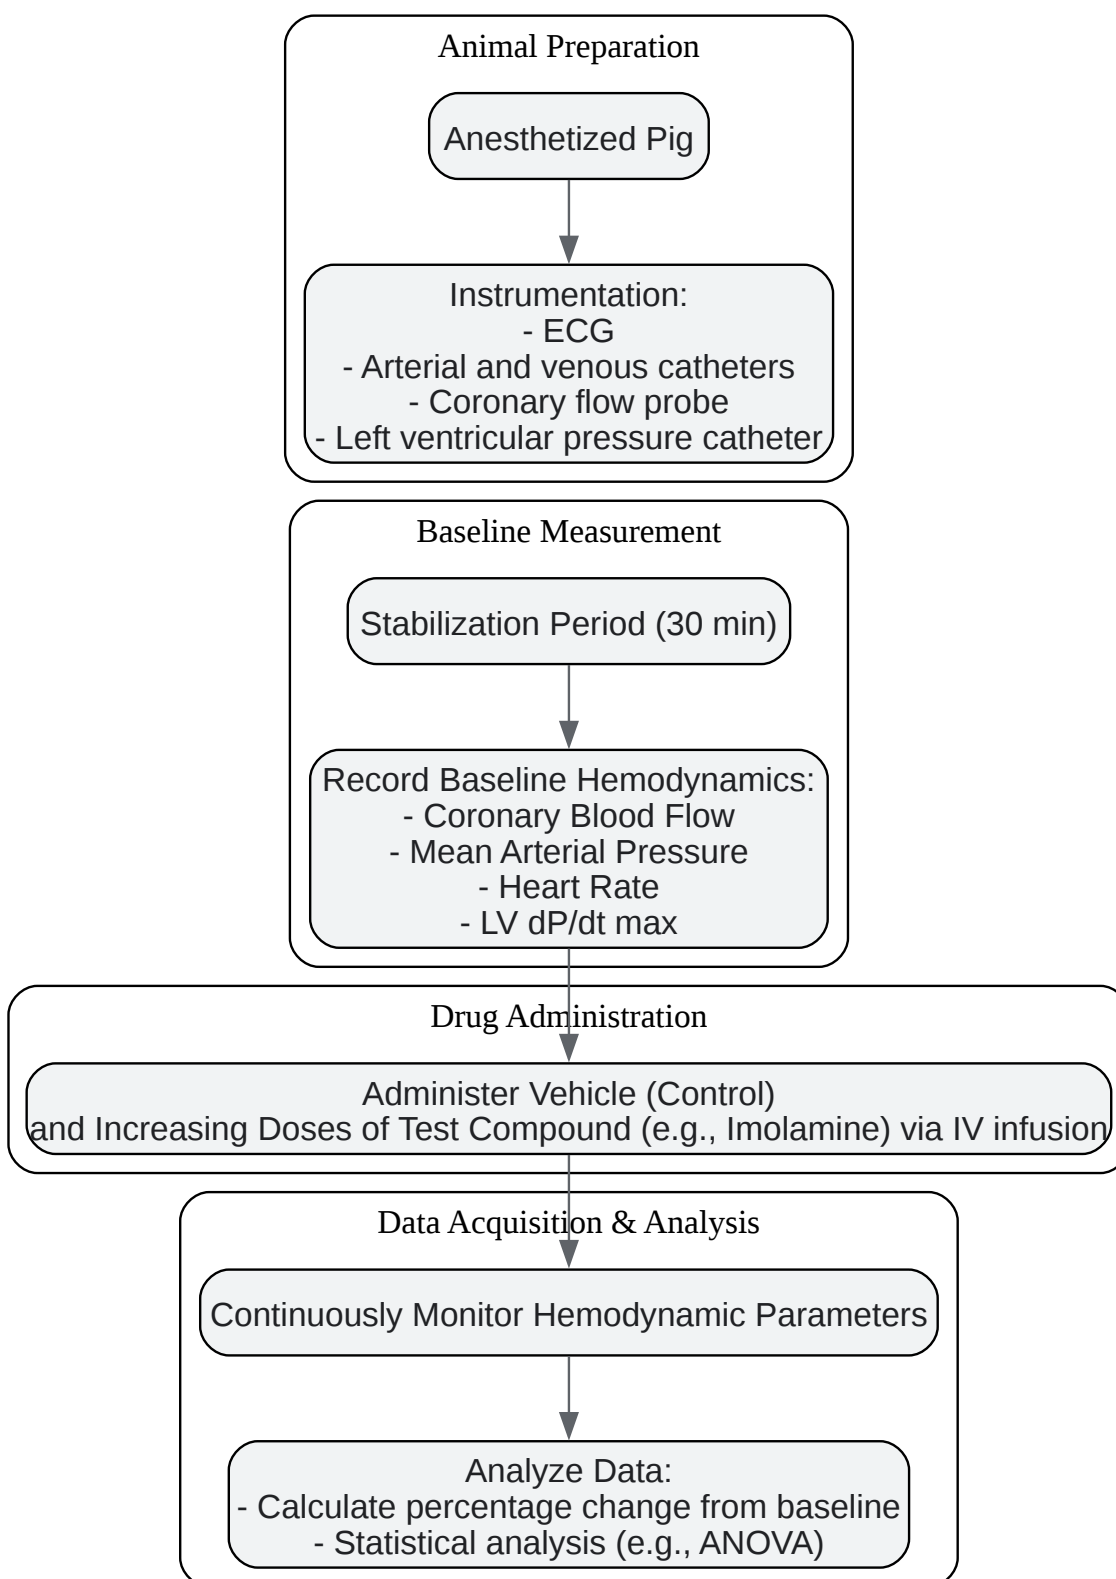 Animal Preparation
Anesthetized Pig
Instrumentation:
- ECG
- Arterial and venous catheters
- Coronary flow probe
- Left ventricular pressure catheter
Baseline Measurement
Stabilization Period (30 min)
Record Baseline Hemodynamics:
- Coronary Blood Flow
- Mean Arterial Pressure
- Heart Rate
- LV dP/dt max
Drug Administration
Administer Vehicle (Control)
and Increasing Doses of Test Compound (e.g., Imolamine) via IV infusion
Data Acquisition & Analysis
Continuously Monitor Hemodynamic Parameters
Analyze Data:
- Calculate percentage change from baseline
- Statistical analysis (e.g., ANOVA)